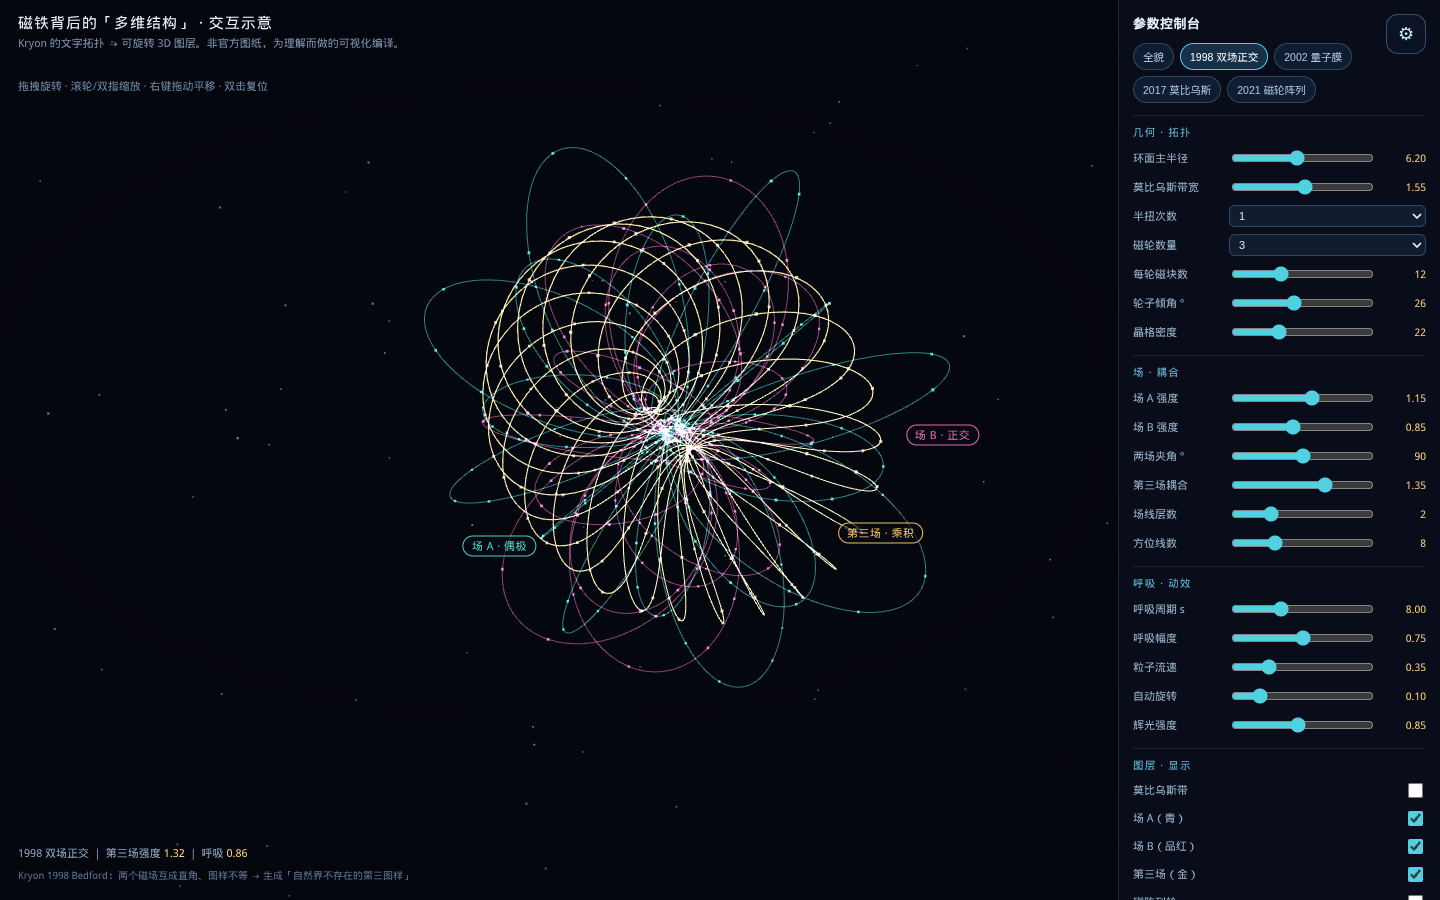 磁铁背后的「多维结构」 · 交互示意
Kryon 的文字拓扑 → 可旋转 3D 图层。非官方图纸，为理解而做的可视化编译。
拖拽旋转 · 滚轮/双指缩放 · 右键拖动平移 · 双击复位
场 B · 正交
第三场 · 乘积
场 A · 偶极
1998 双场正交 | 第三场强度 1.32 | 呼吸 0.86
Kryon 1998 Bedford：两个磁场互成直角、图样不等 → 生成「自然界不存在的第三图样」
参数控制台
⚙
全貌 1998 双场正交 2002 量子膜
2017 莫比乌斯 2021 磁轮阵列
几何 · 拓扑
环面主半径 6.20
莫比乌斯带宽 1.55
半扭次数 1
磁轮数量 3
每轮磁块数 12
轮子倾角 ° 26
晶格密度 22
场 · 耦合
场 A 强度 1.15
场 B 强度 0.85
两场夹角 ° 90
第三场耦合 1.35
场线层数 2
方位线数 8
呼吸 · 动效
呼吸周期 s 8.00
呼吸幅度 0.75
粒子流速 0.35
自动旋转 0.10
辉光强度 0.85
图层 · 显示
莫比乌斯带
场 A（青）
场 B（品红）
第三场（金）